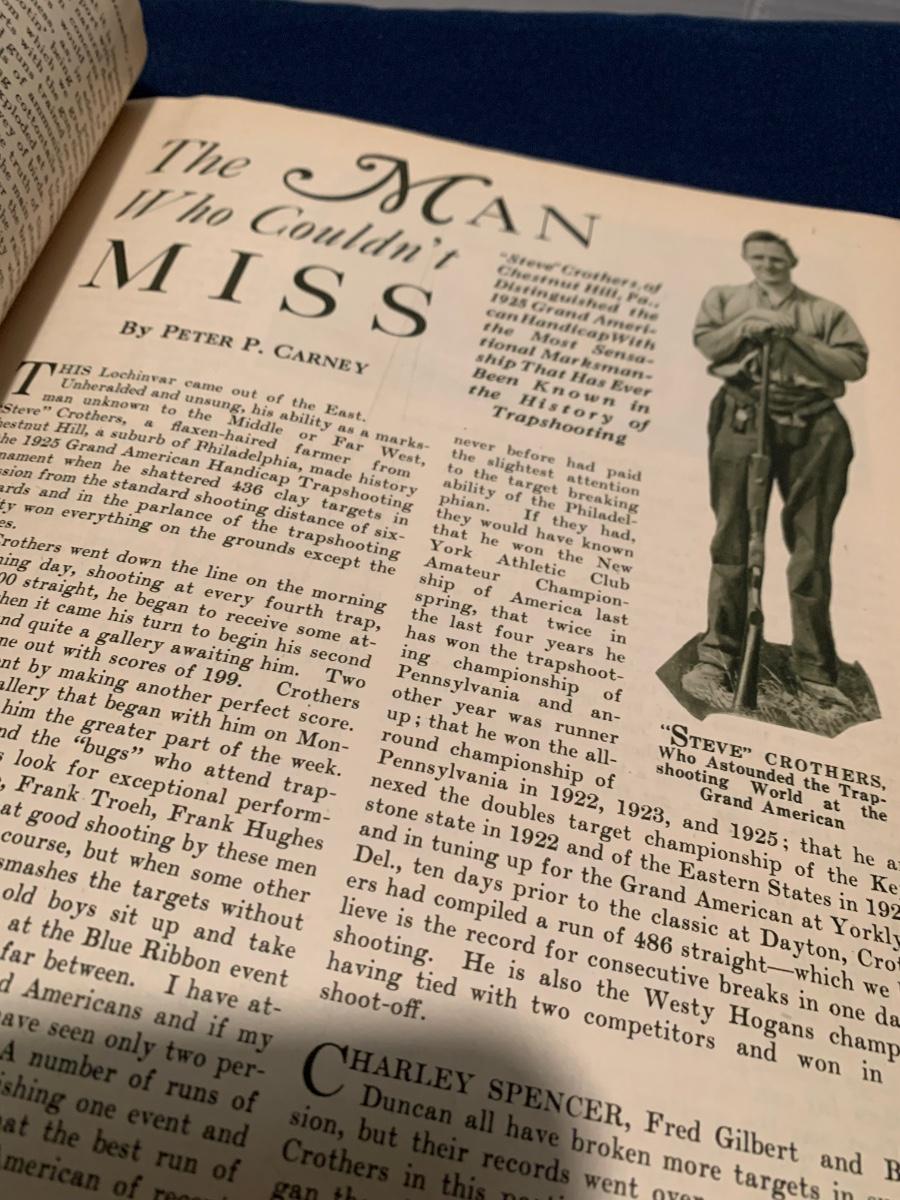 The MAN
Who Couldn't
MISS
By PETER P. CARNEY
"Steve" Crothers, of
Chestnut Hill, Pa.,
Distinguished the
1925 Grand Ameri-
can Handicap With
the Most Sensa-
tional Marksman-
ship That Has Ever
Been Known in
the History of
Trapshooting
THIS Lochinvar came out of the East.
Unheralded and unsung, his ability as a marks-
man unknown to the Middle or Far West,
"Steve" Crothers, a flaxen-haired farmer from
hestnut Hill, a suburb of Philadelphia, made history
he 1925 Grand American Handicap Trapshooting
nament when he shattered 436 clay targets in
sion from the standard shooting distance of six-
ards and in the parlance of the trapshooting
ty won everything on the grounds except the
es.
Crothers went down the line on the morning
ning day, shooting at every fourth trap,
00 straight, he began to receive some at-
hen it came his turn to begin his second
nd quite a gallery awaiting him. Two
ne out with scores of 199. Crothers
nt by making another perfect score.
allery that began with him on Mon-
him the greater part of the week.
nd the "bugs" who attend trap-
s look for exceptional perform-
, Frank Troeh, Frank Hughes
at good shooting by these men
course, but when some other
smashes the targets without
old boys sit up and take
at the Blue Ribbon event
far between. I have at-
d Americans and if my
ave seen only two per-
A number of runs of
shing one event and
at the best run of
American of
never before had paid
the slightest attention
to the target breaking
ability of the Philadel-
phian. If they had,
they would have known
that he won the New
York Athletic Club
Amateur Champion-
ship of America last
spring, that twice in
the last four years he
has won the trapshoot-
ing championship of
Pennsylvania and an-
other year was runner
up; that he won the all-
round championship of
Pennsylvania in 1922, 1923, and 1925; that he a
nexed the doubles target championship of the Ke
stone state in 1922 and of the Eastern States in 192
and in tuning up for the Grand American at Yorkly
Del., ten days prior to the classic at Dayton, Crot
ers had compiled a run of 486 straight—which we
lieve is the record for consecutive breaks in one da
shooting. He is also the Westy Hogans champ
having tied with two competitors and won in
shoot-off.
CHARLEY SPENCER, Fred Gilbert and B
Duncan all have broken more targets in
sion, but their records went over
Crothers in this
gan
"STEVE" CROTHERS,
Who Astounded the Trap-
shooting World at the
Grand American